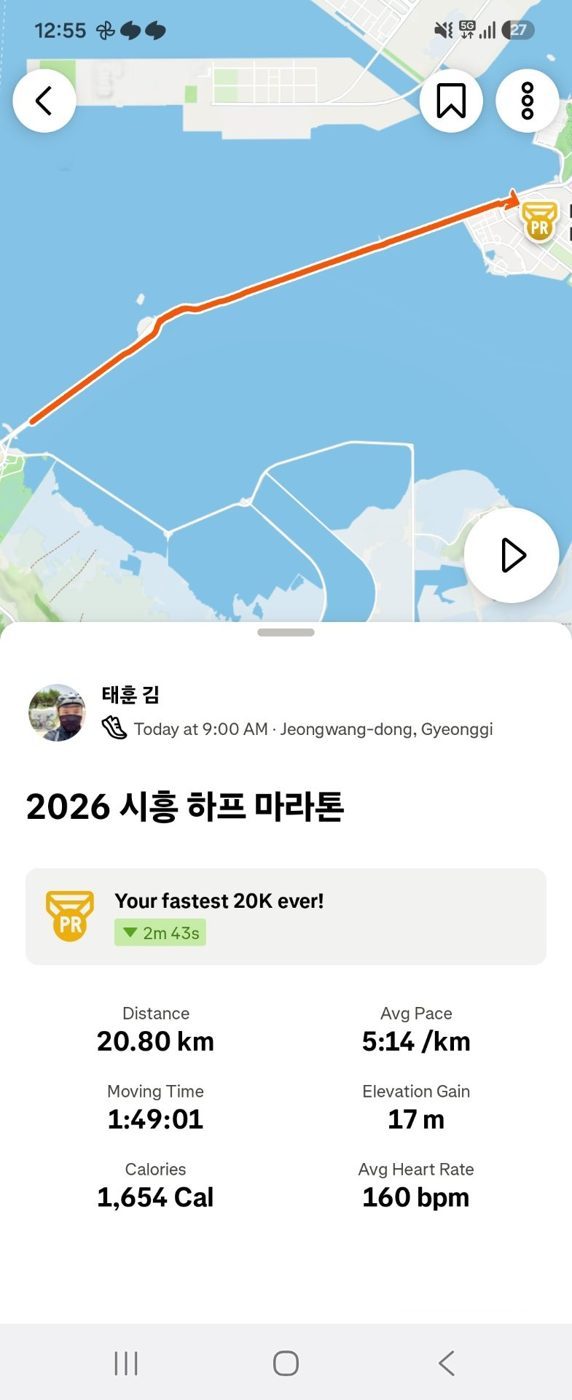 12:55
5G
27
PR
태훈 김
Today at 9:00 AM · Jeongwang-dong, Gyeonggi
2026 시흥 하프 마라톤
PR
Your fastest 20K ever!
▼ 2m 43s
Distance
Avg Pace
20.80 km
5:14 /km
Moving Time
Elevation Gain
1:49:01
17 m
Calories
Avg Heart Rate
1,654 Cal
160 bpm